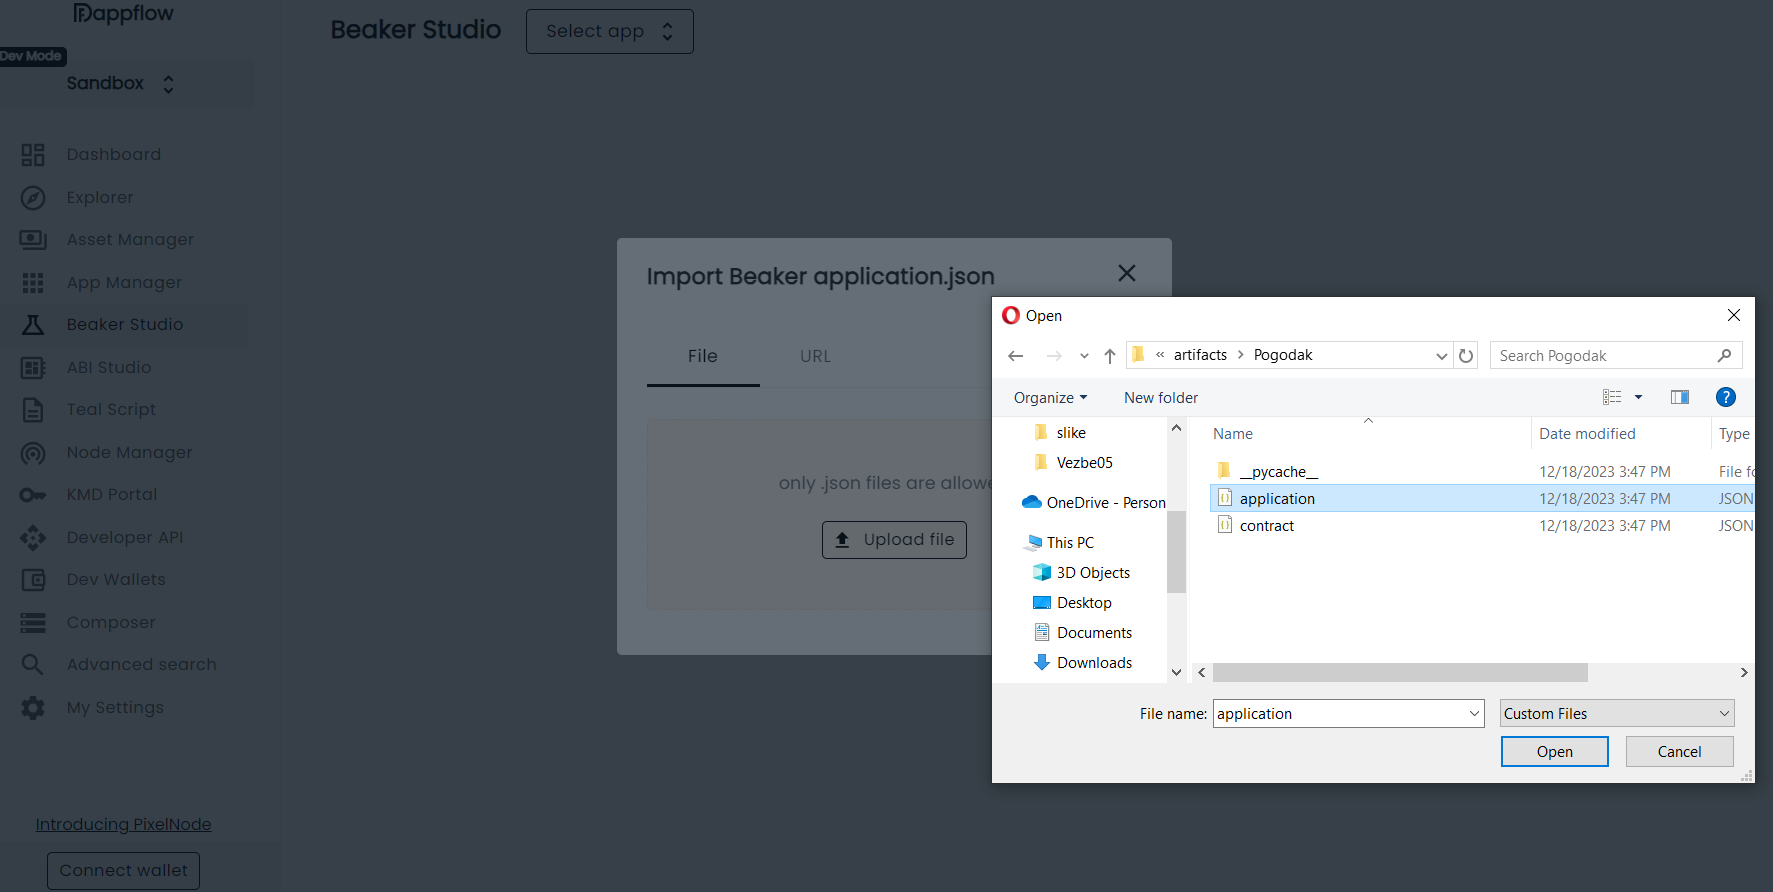 Dappflow
Dev Mode
Sandbox
Dashboard
Explorer
Asset Manager
App Manager
Beaker Studio
ABI Studio
Teal Script
Node Manager
KMD Portal
Developer API
Dev Wallets
Composer
Advanced search
My Settings
Introducing PixelNode
Connect wallet
Beaker Studio
Select app
Import Beaker application.json
File
URL
only .json files are allowe
Upload file
Open
« artifacts > Pogodak
Search Pogodak
Organize
New folder
?
slike
Vezbe05
OneDrive - Person
This PC
3D Objects
Desktop
Documents
Downloads
Name Date modified Type
__pycache__ 12/18/2023 3:47 PM File fo
application 12/18/2023 3:47 PM JSON
contract 12/18/2023 3:47 PM JSON
File name: application
Custom Files
Open
Cancel